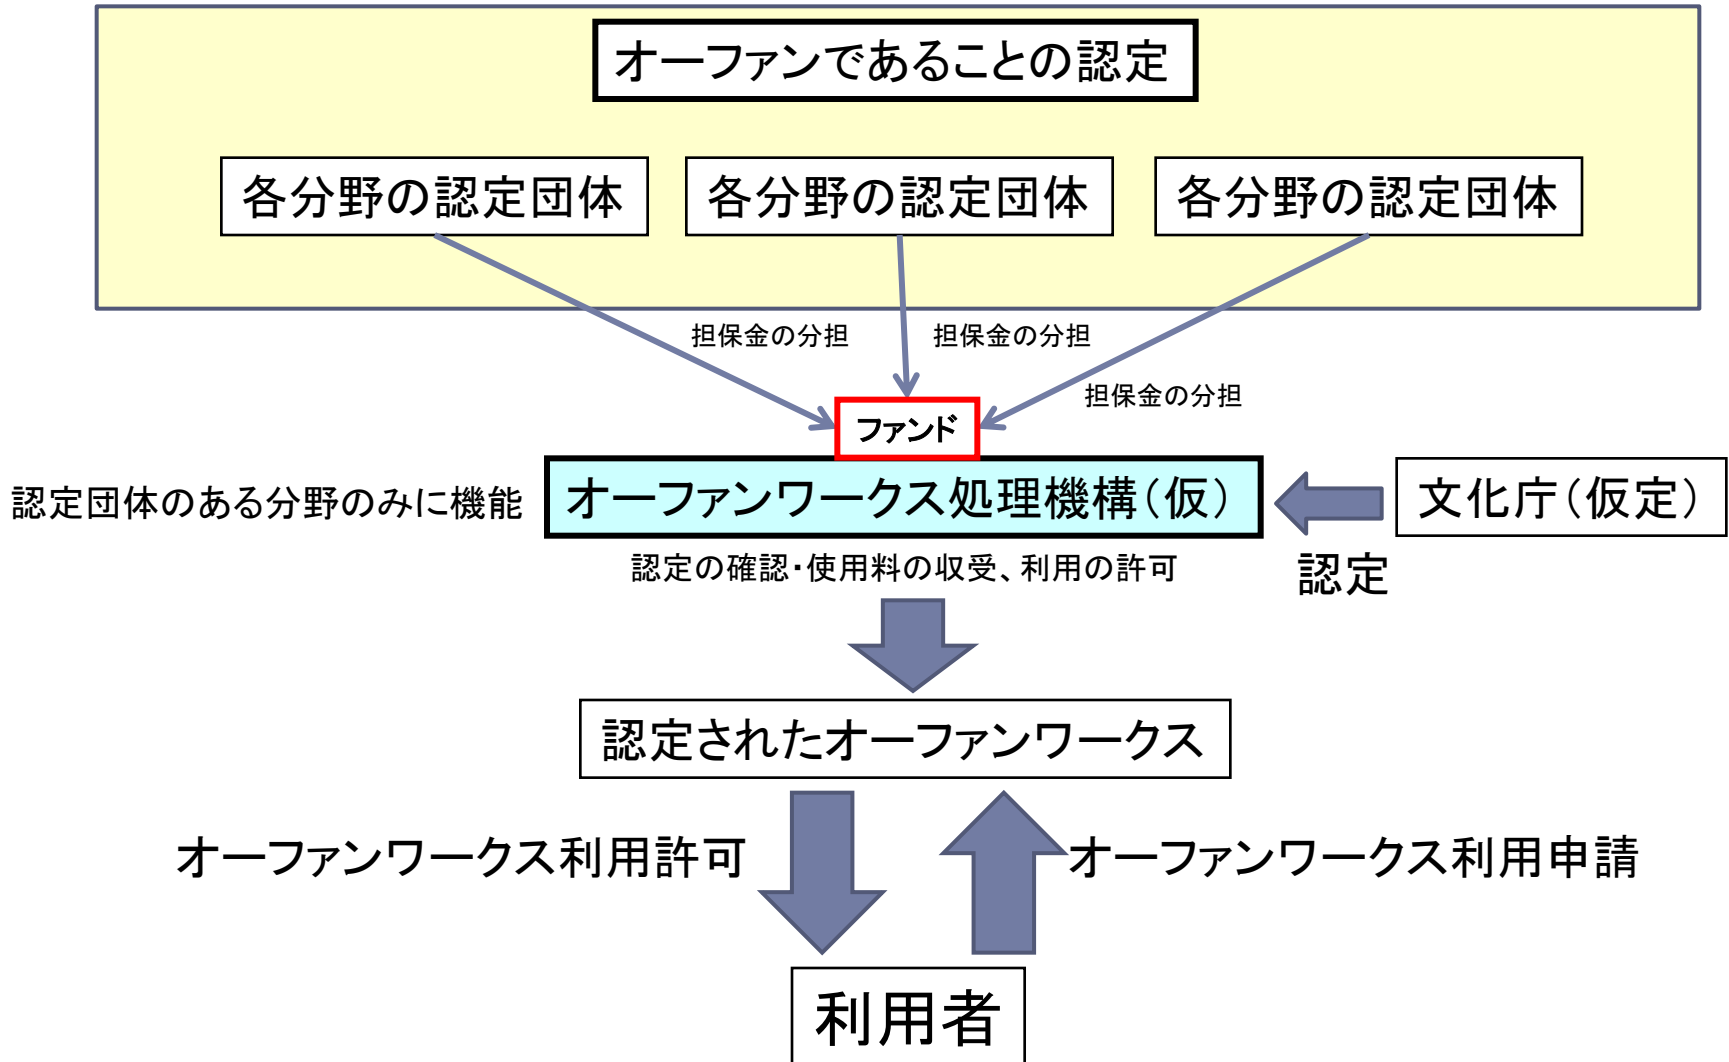 オーファンであることの認定
各分野の認定団体
各分野の認定団体
各分野の認定団体
担保金の分担
担保金の分担
担保金の分担
ファンド
認定団体のある分野のみに機能
オーファンワークス処理機構(仮)
文化庁(仮定)
認定の確認・使用料の収受、利用の許可
認定
認定されたオーファンワークス
オーファンワークス利用許可
オーファンワークス利用申請
利用者